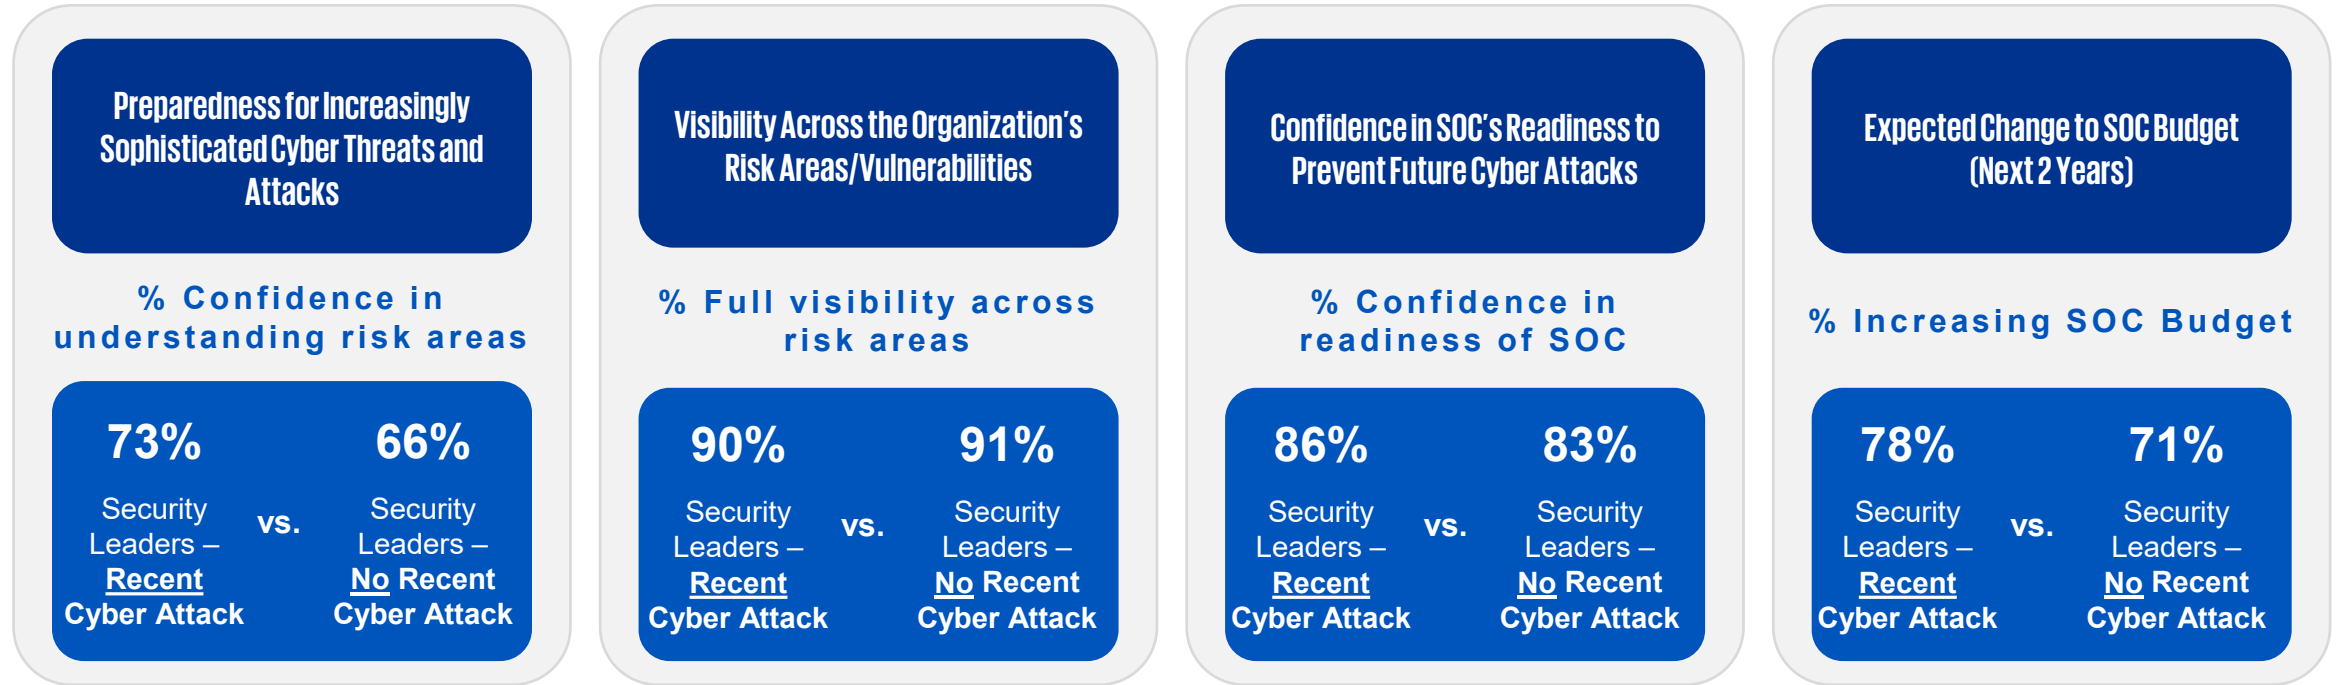 Preparedness for Increasingly
Sophisticated Cyber Threats and
Attacks
% Confidence in
understanding risk areas
73%
Security
Leaders –
Recent
Cyber Attack
vs.
66%
Security
Leaders –
No Recent
Cyber Attack
Visibility Across the Organization's
Risk Areas/Vulnerabilities
% Full visibility across
risk areas
90%
Security
Leaders –
Recent
Cyber Attack
vs.
91%
Security
Leaders –
No Recent
Cyber Attack
Confidence in SOC's Readiness to
Prevent Future Cyber Attacks
% Confidence in
readiness of SOC
86%
Security
Leaders –
Recent
Cyber Attack
vs.
83%
Security
Leaders –
No Recent
Cyber Attack
Expected Change to SOC Budget
(Next 2 Years)
% Increasing SOC Budget
78%
Security
Leaders –
Recent
Cyber Attack
vs.
71%
Security
Leaders –
No Recent
Cyber Attack